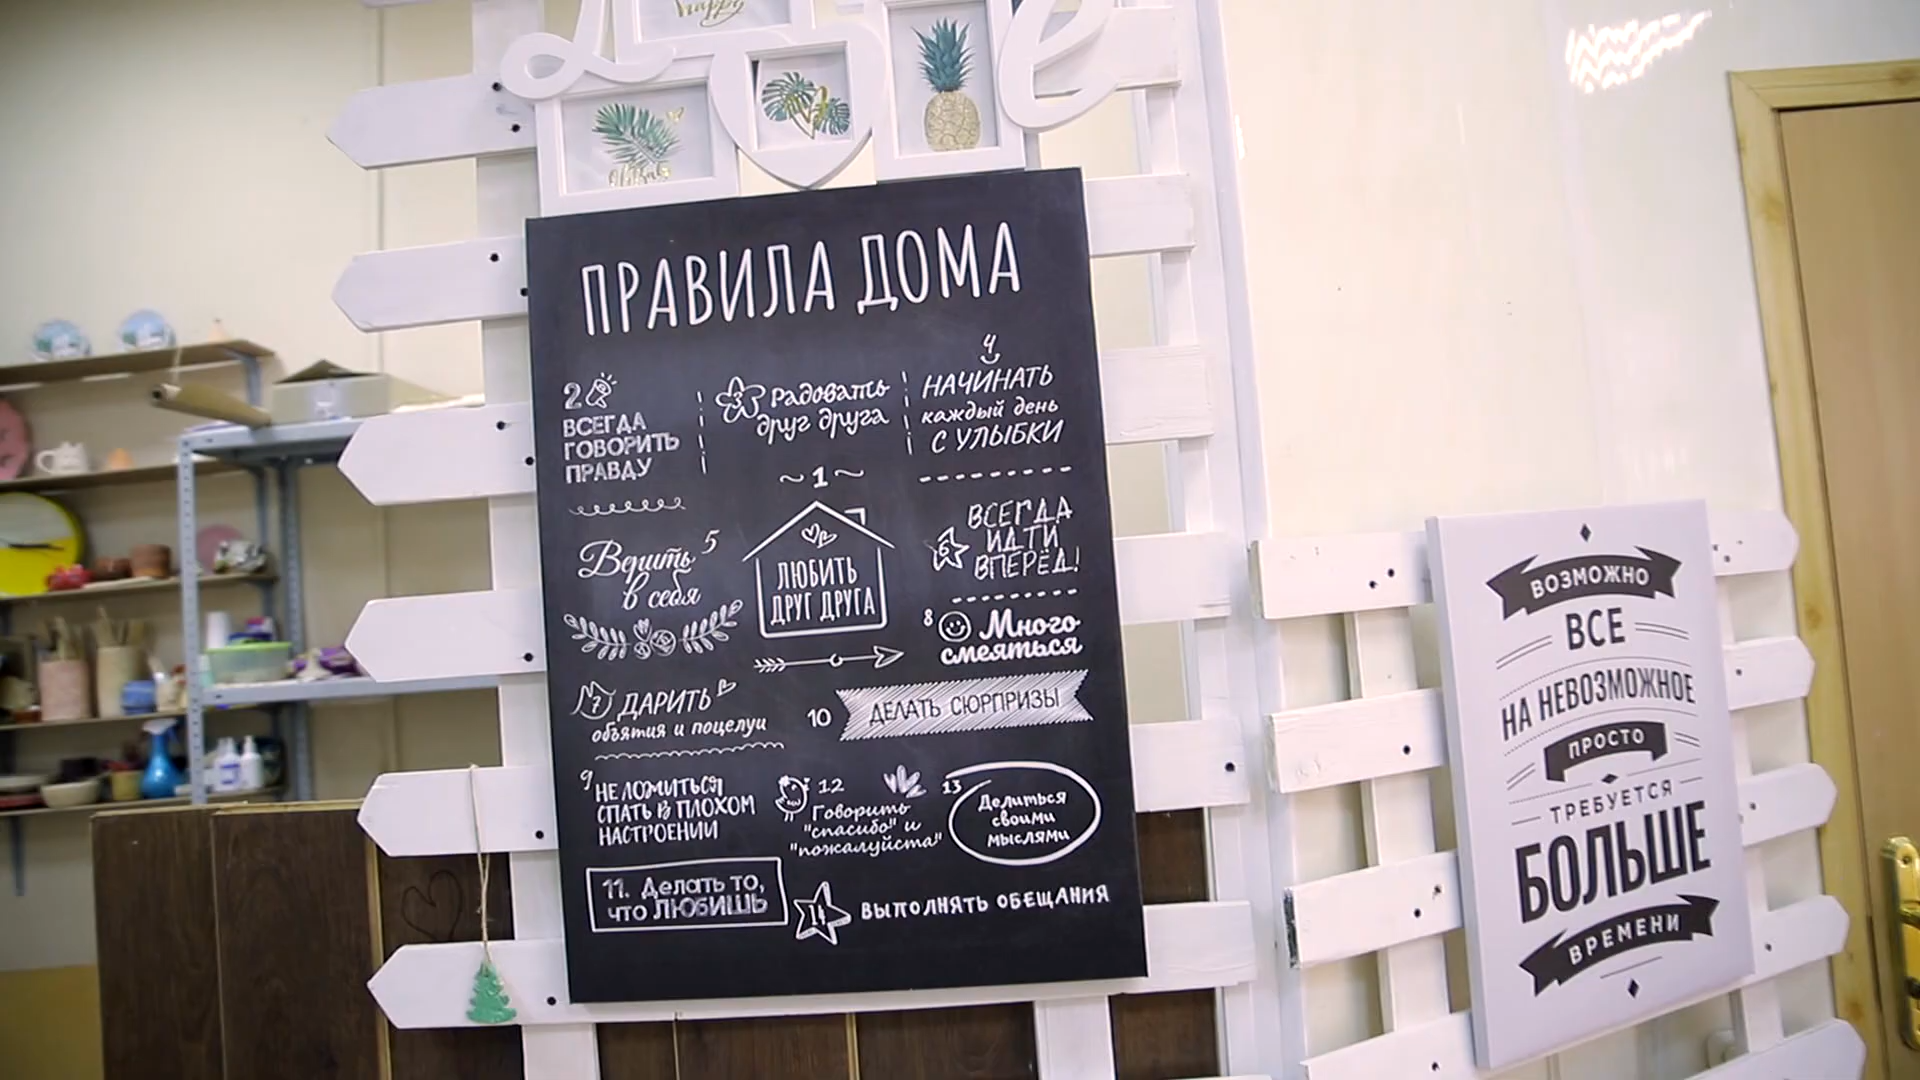 Happy
ПРАВИЛА ДОМА
2
ВСЕГДА
ГОВОРИТЬ
ПРАВДУ
3 Радовать
друг друга
4
НАЧИНАТЬ
каждый день
С УЛЫБКИ
~1~
ЛЮБИТЬ
ДРУГ ДРУГА
Верить 5
в себя
6
ВСЕГДА
ИДТИ
ВПЕРЁД!
8 Много
смеяться
7 ДАРИТЬ
объятия и поцелуи
10 ДЕЛАТЬ СЮРПРИЗЫ
9 НЕ ЛОЖИТЬСЯ
СПАТЬ В ПЛОХОМ
НАСТРОЕНИИ
12
Говорить
"спасибо" и
"пожалуйста"
13
Делиться
своими
мыслями
11. Делать то,
что ЛЮБИШЬ
14 ВЫПОЛНЯТЬ ОБЕЩАНИЯ
ВОЗМОЖНО
ВСЕ
НА НЕВОЗМОЖНОЕ
ПРОСТО
ТРЕБУЕТСЯ
БОЛЬШЕ
ВРЕМЕНИ